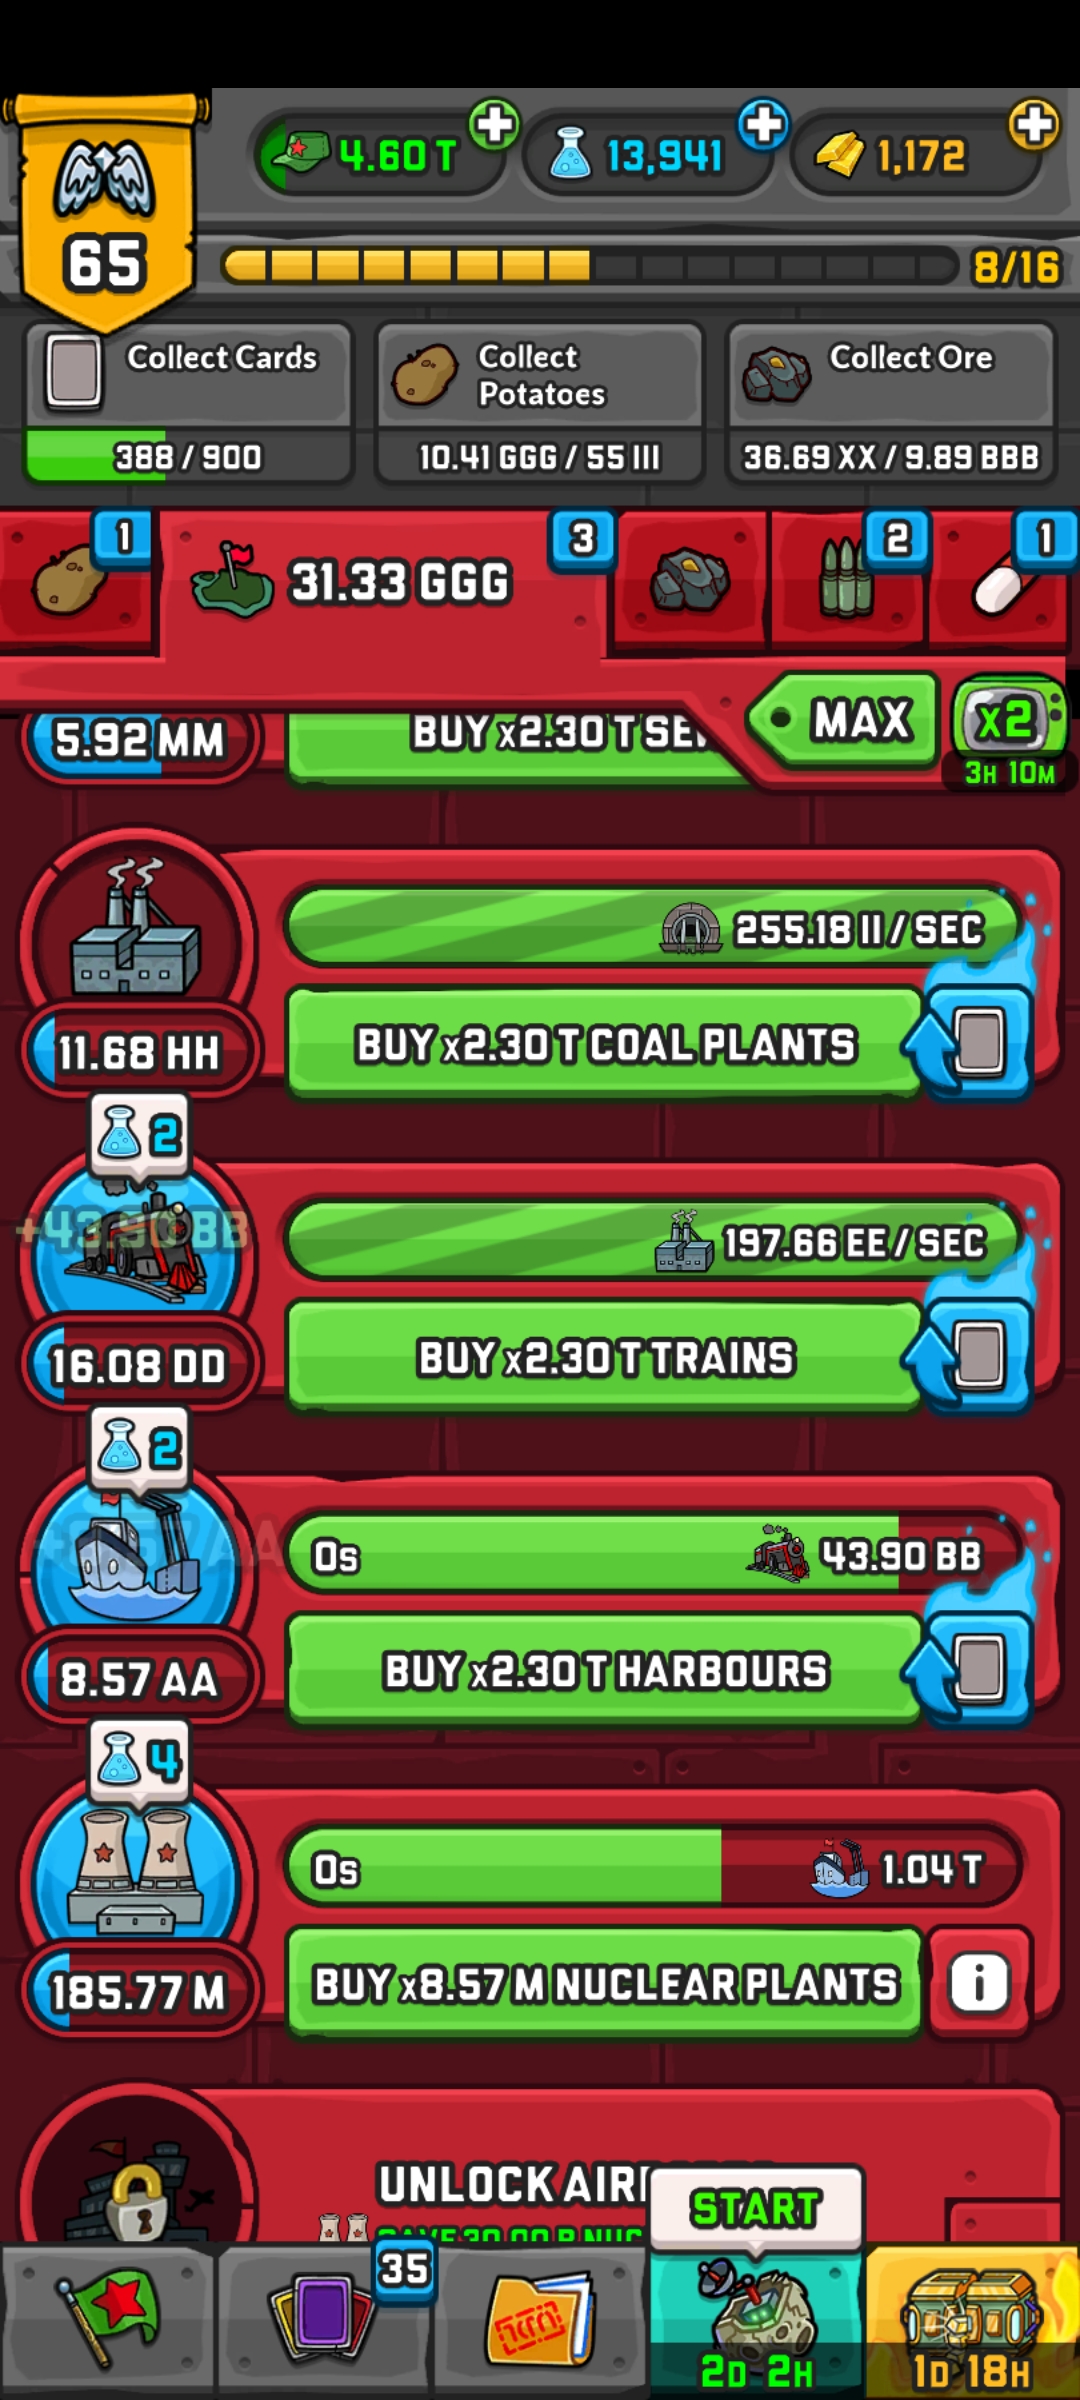 4.60 T
13,941
1,172
65
8/16
Collect Cards
388 / 900
Collect
Potatoes
10.41 GGG / 55 III
Collect Ore
36.69 XX / 9.89 BBB
1
31.33 GGG
3
2
1
MAX
x2
3H 10M
5.92 MM
BUY x2.30 T
255.18 II / SEC
11.68 HH
BUY x2.30 T COAL PLANTS
2
+43.90 BB
197.66 EE / SEC
16.08 DD
BUY x2.30 T TRAINS
2
0s
43.90 BB
8.57 AA
BUY x2.30 T HARBOURS
4
0s
1.04 T
185.77 M
BUY x8.57 M NUCLEAR PLANTS
i
UNLOCK
START
35
2D 2H
1D 18H